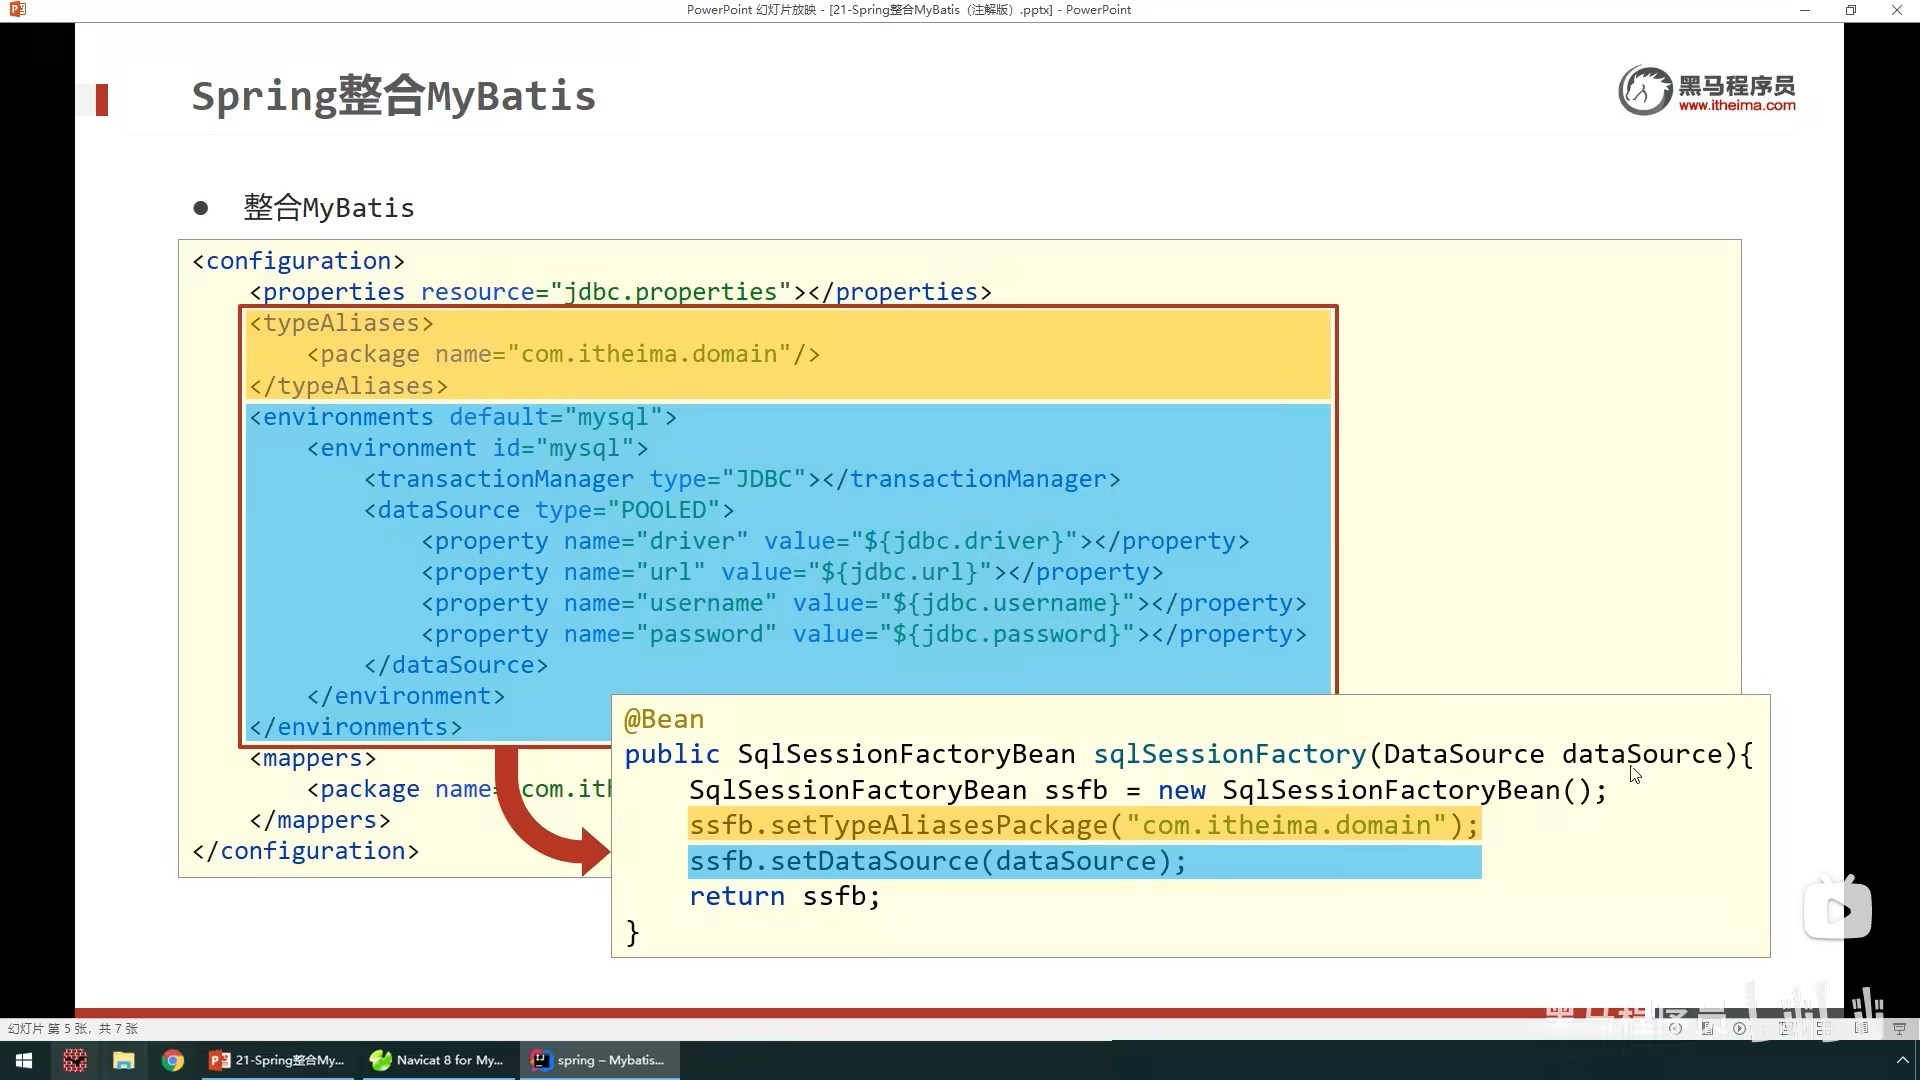 PowerPoint 幻灯片放映 - [21-Spring整合MyBatis（注解版）.pptx] - PowerPoint
Spring整合MyBatis
黑马程序员
www.itheima.com
● 整合MyBatis
<configuration>
<properties resource="jdbc.properties"></properties>
<typeAliases>
<package name="com.itheima.domain"/>
</typeAliases>
<environments default="mysql">
<environment id="mysql">
<transactionManager type="JDBC"></transactionManager>
<dataSource type="POOLED">
<property name="driver" value="${jdbc.driver}"></property>
<property name="url" value="${jdbc.url}"></property>
<property name="username" value="${jdbc.username}"></property>
<property name="password" value="${jdbc.password}"></property>
</dataSource>
</environment>
</environments>
<mappers>
<package name=
</mappers>
</configuration>
@Bean
public SqlSessionFactoryBean sqlSessionFactory(DataSource dataSource){
SqlSessionFactoryBean ssfb = new SqlSessionFactoryBean();
ssfb.setTypeAliasesPackage("com.itheima.domain");
ssfb.setDataSource(dataSource);
return ssfb;
}
幻灯片 第 5 张，共 7 张
21-Spring整合My...
Navicat 8 for My...
spring – Mybatis...